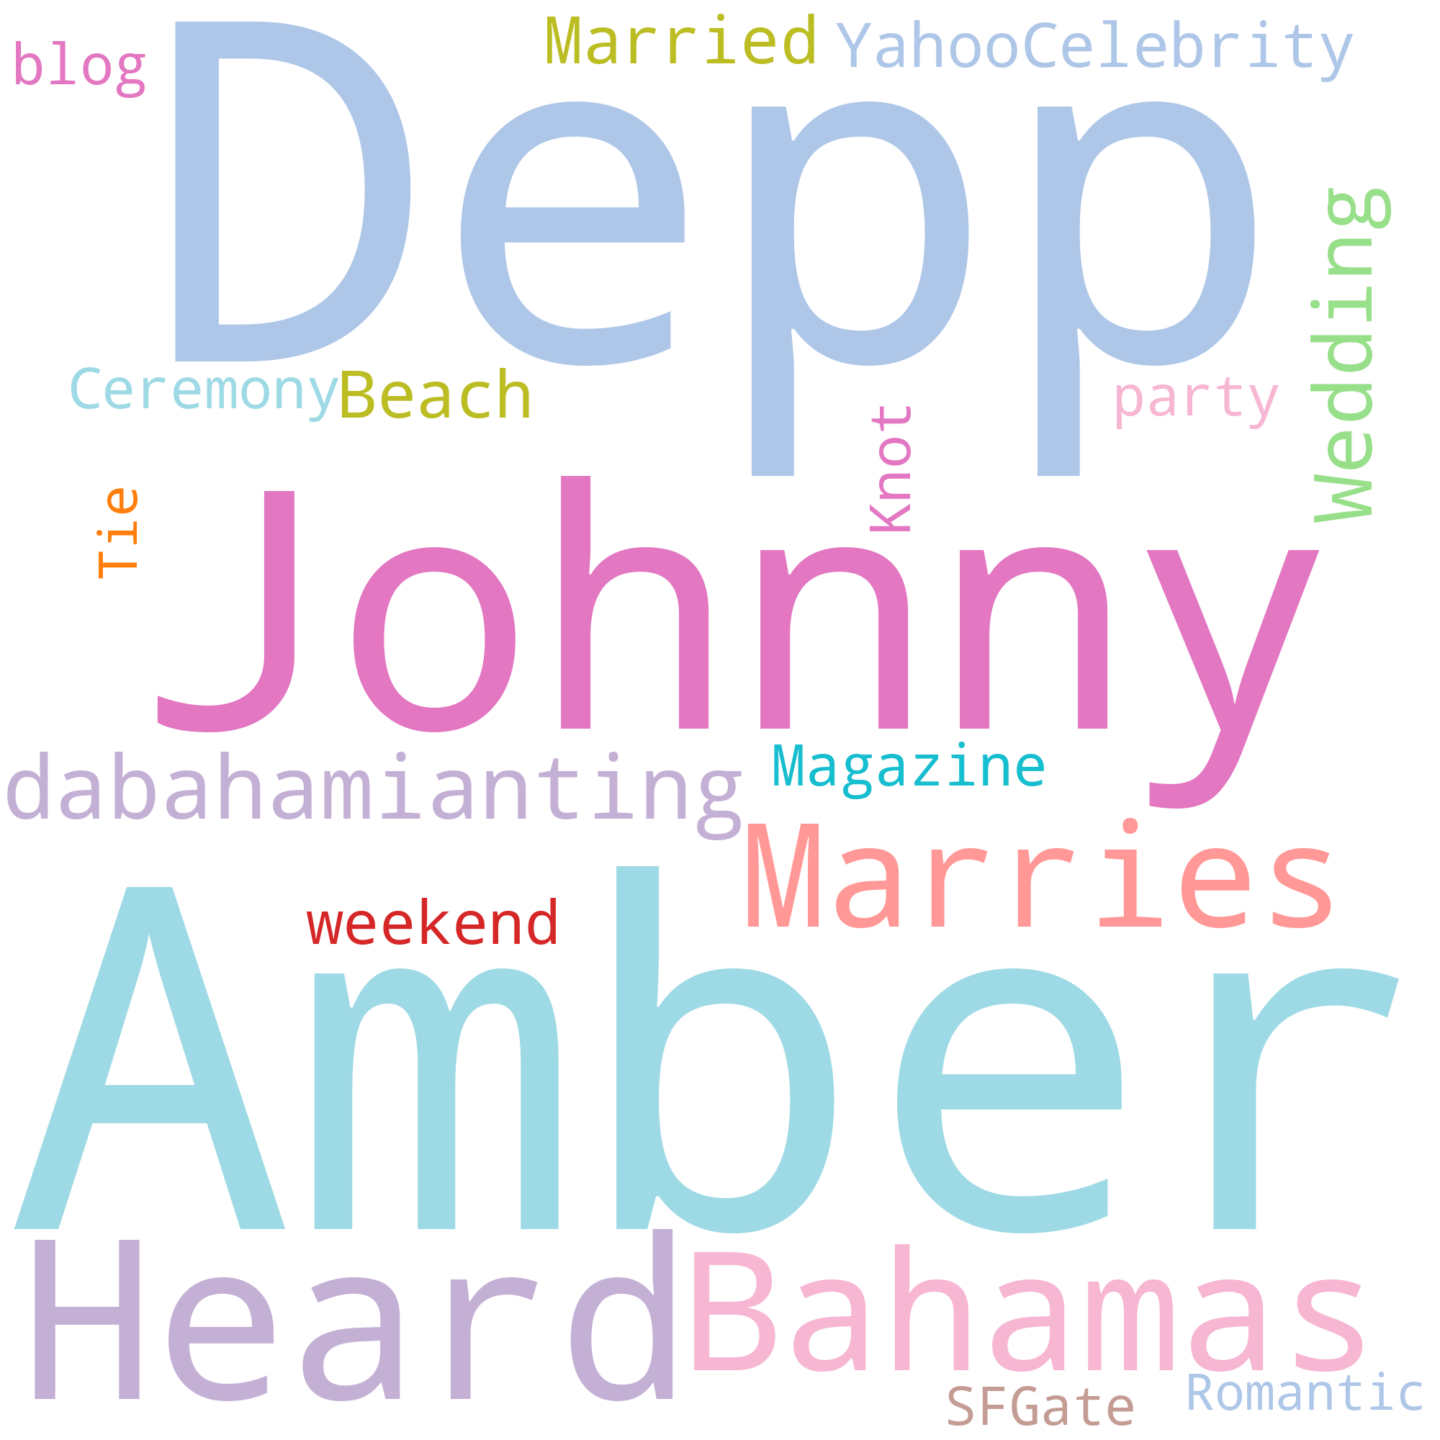 blog
Married
YahooCelebrity
Depp
Wedding
Ceremony
Beach
party
Knot
Tie
Johnny
dabahamianting
Magazine
Marries
weekend
Amber
Heard
Bahamas
SFGate
Romantic